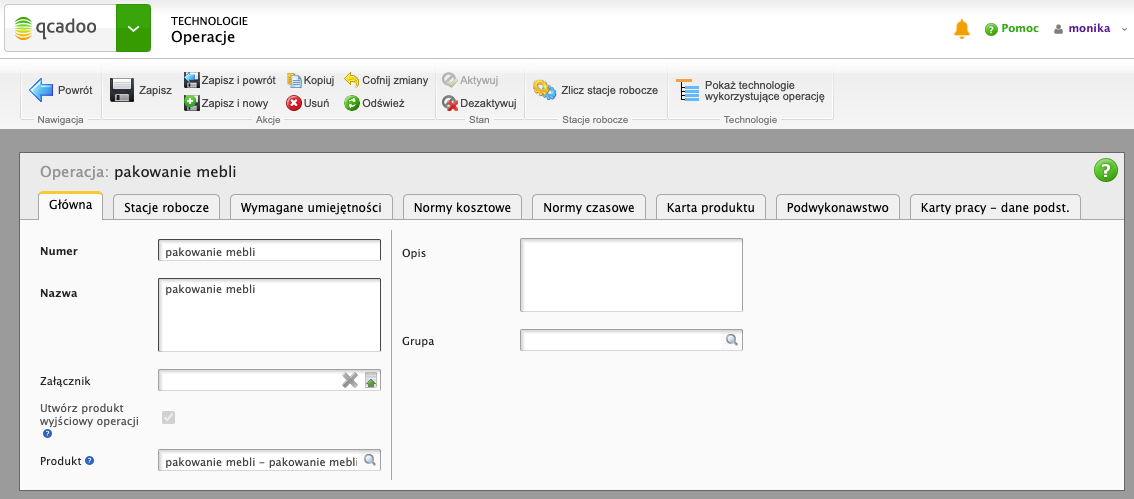 qcadoo
TECHNOLOGIE
Operacje
Pomoc
monika
Powrót
Nawigacja
Zapisz
Zapisz i powrót
Kopiuj
Cofnij zmiany
Zapisz i nowy
Usuń
Odśwież
Akcje
Aktywuj
Dezaktywuj
Stan
Zlicz stacje robocze
Stacje robocze
Pokaż technologie
wykorzystujące operację
Technologie
Operacja: pakowanie mebli
?
Główna
Stacje robocze
Wymagane umiejętności
Normy kosztowe
Normy czasowe
Karta produktu
Podwykonawstwo
Karty pracy – dane podst.
Numer
pakowanie mebli
Nazwa
pakowanie mebli
Załącznik
Utwórz produkt
wyjściowy operacji
?
Produkt ?
pakowanie mebli – pakowanie mebli
Opis
Grupa